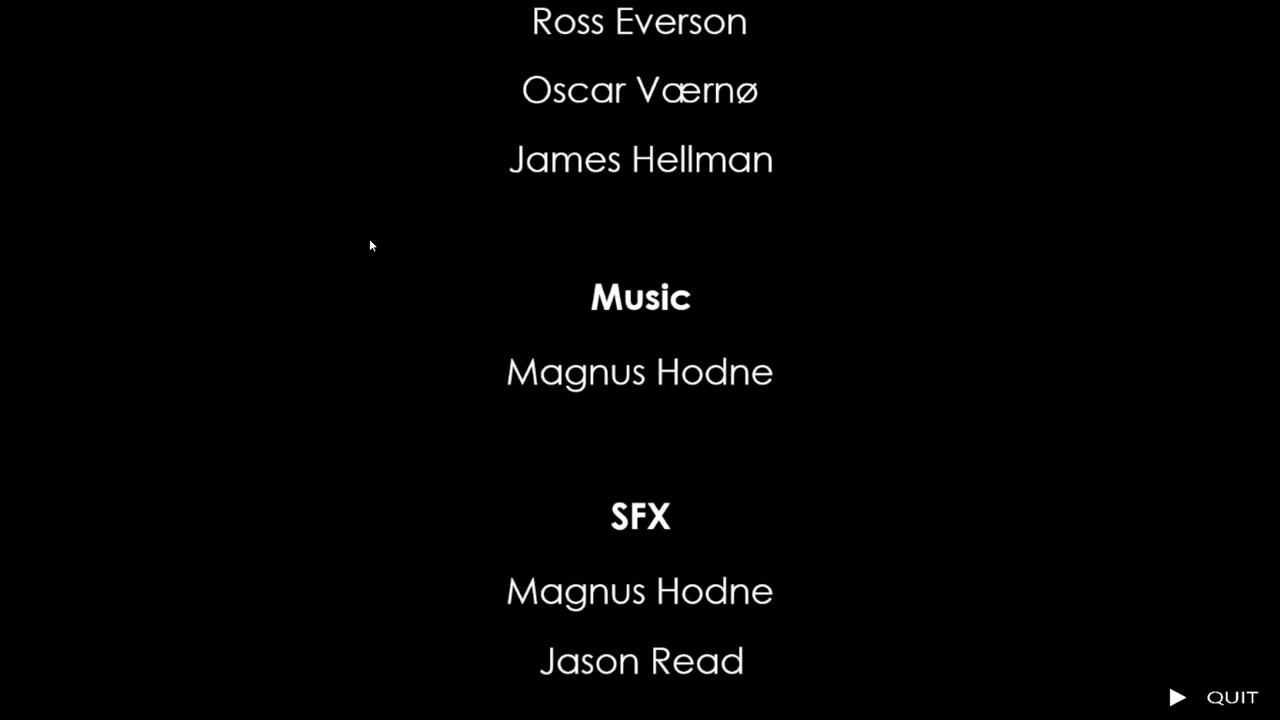 Ross Everson
Oscar Værnø
James Hellman
Music
Magnus Hodne
SFX
Magnus Hodne
Jason Read
QUIT